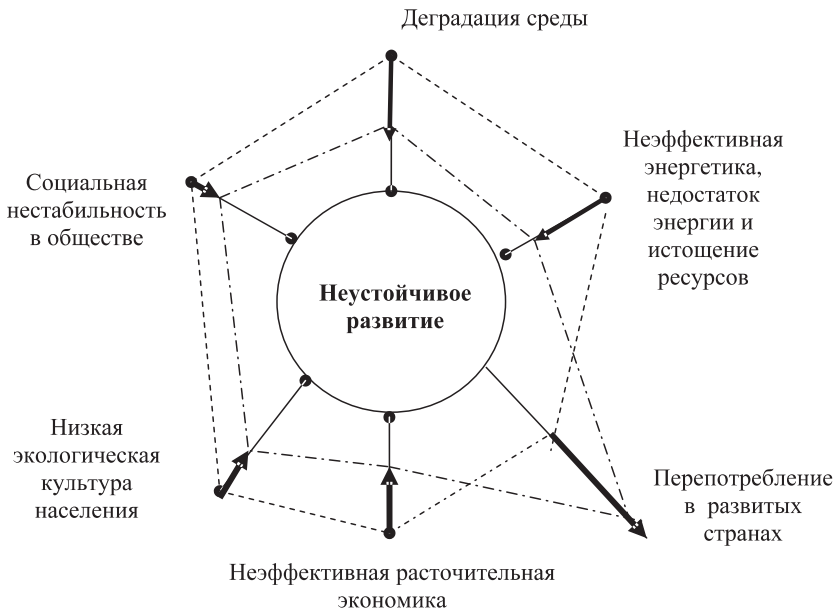 Деградация среды
Неэффективная
энергетика,
недостаток
энергии и
истощение
ресурсов
Социальная
нестабильность
в обществе
Неустойчивое
развитие
Низкая
экологическая
культура
населения
Перепотребление
в развитых
странах
Неэффективная расточительная
экономика